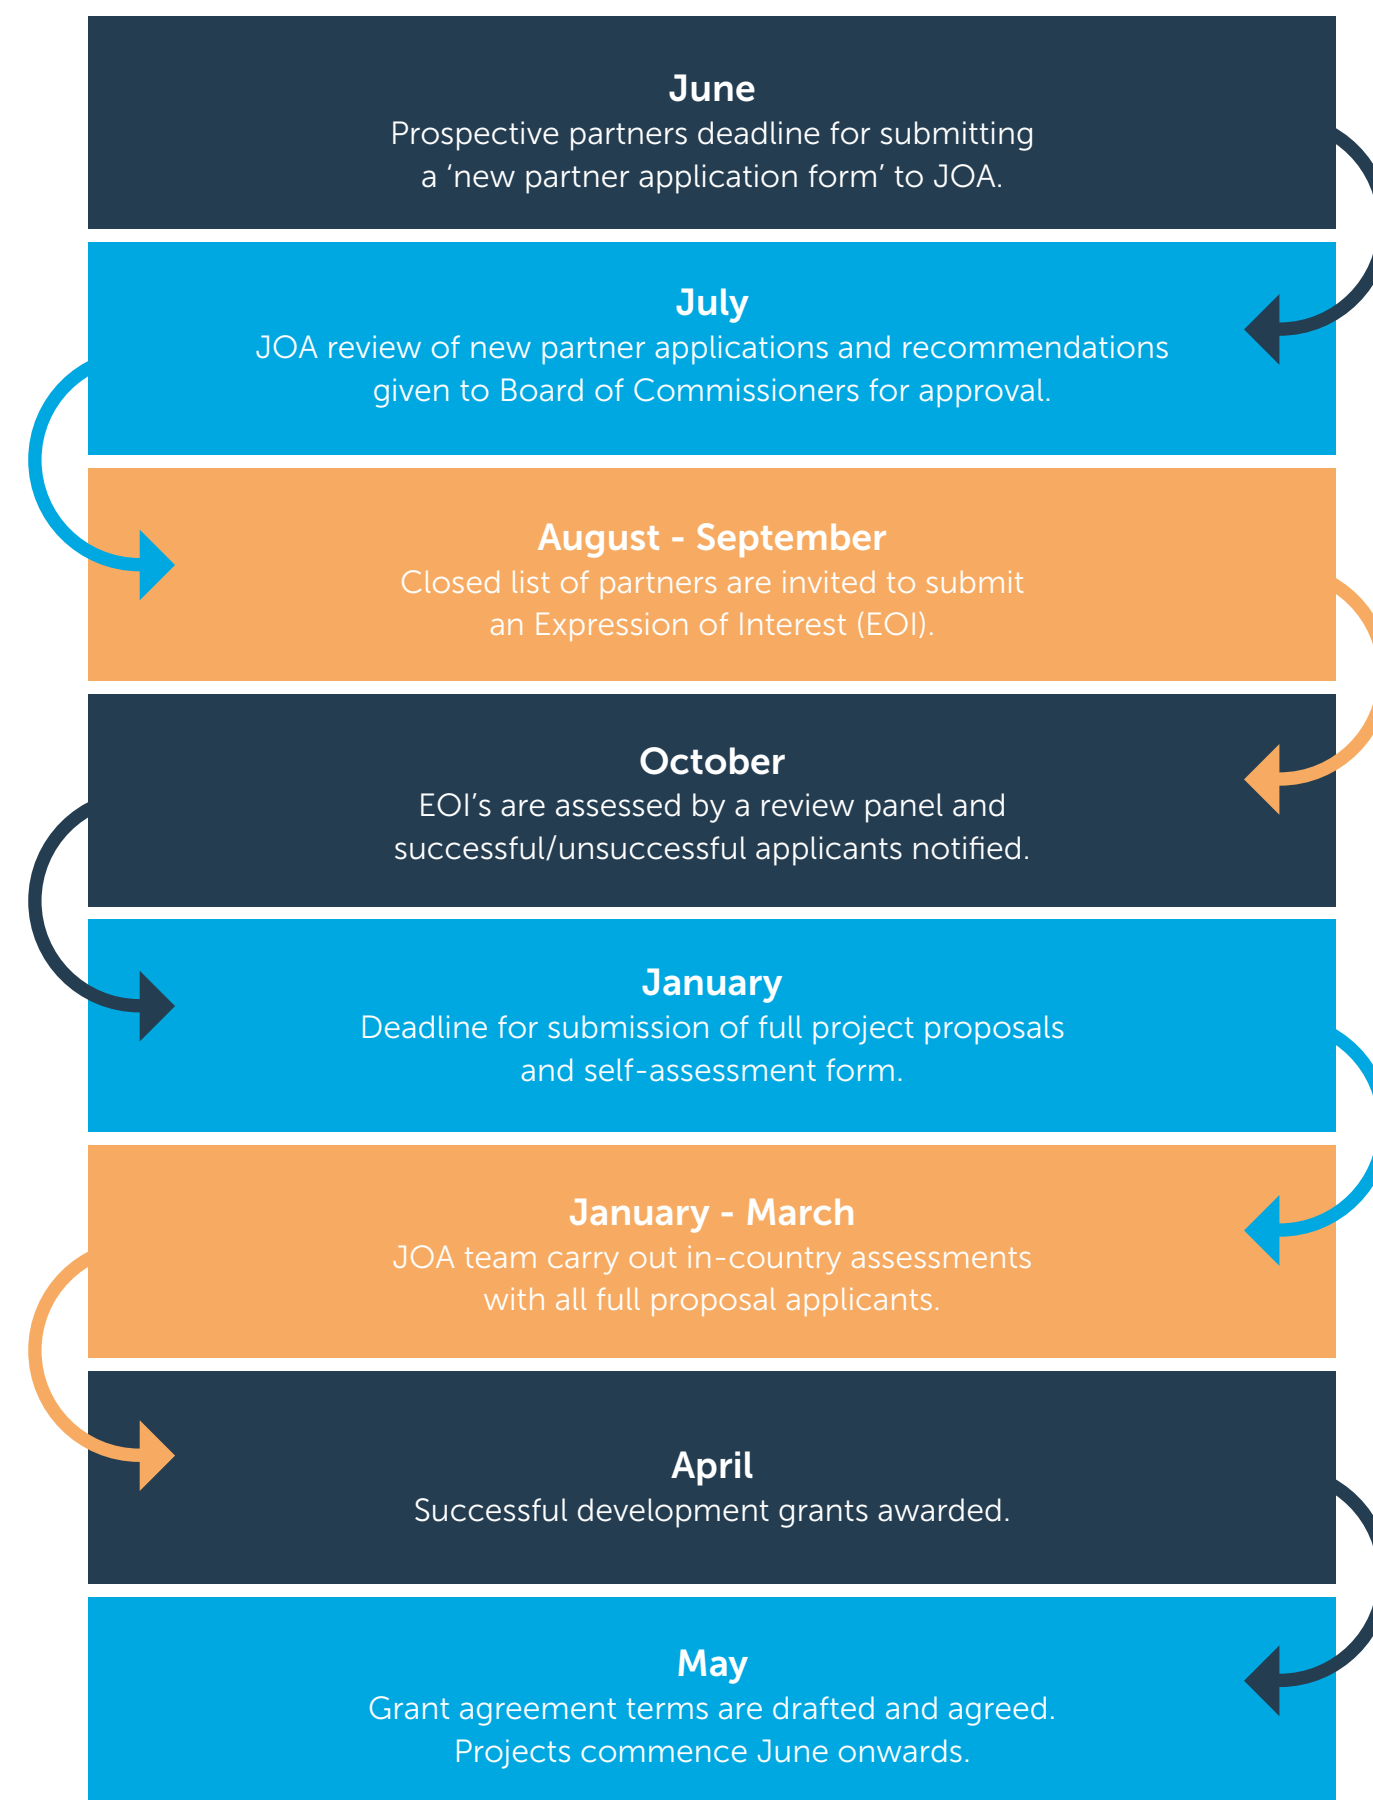 June
Prospective partners deadline for submitting
a ‘new partner application form’ to JOA.
July
JOA review of new partner applications and recommendations
given to Board of Commissioners for approval.
August - September
Closed list of partners are invited to submit
an Expression of Interest (EOI).
October
EOI’s are assessed by a review panel and
successful/unsuccessful applicants notified.
January
Deadline for submission of full project proposals
and self-assessment form.
January - March
JOA team carry out in-country assessments
with all full proposal applicants.
April
Successful development grants awarded.
May
Grant agreement terms are drafted and agreed.
Projects commence June onwards.